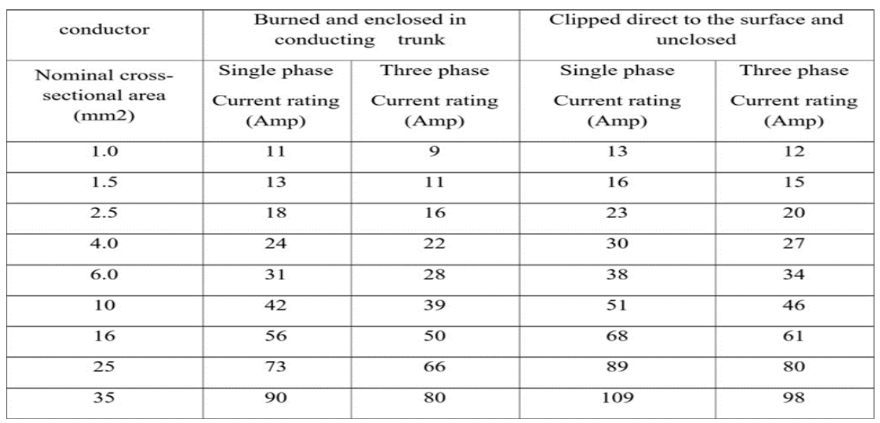 conductor
Burned and enclosed in
conducting trunk
Clipped direct to the surface and
unclosed
Nominal cross-
sectional area
(mm2)
Single phase
Current rating
(Amp)
Three phase
Current rating
(Amp)
Single phase
Current rating
(Amp)
Three phase
Current rating
(Amp)
1.0 11 9 13 12
1.5 13 11 16 15
2.5 18 16 23 20
4.0 24 22 30 27
6.0 31 28 38 34
10 42 39 51 46
16 56 50 68 61
25 73 66 89 80
35 90 80 109 98